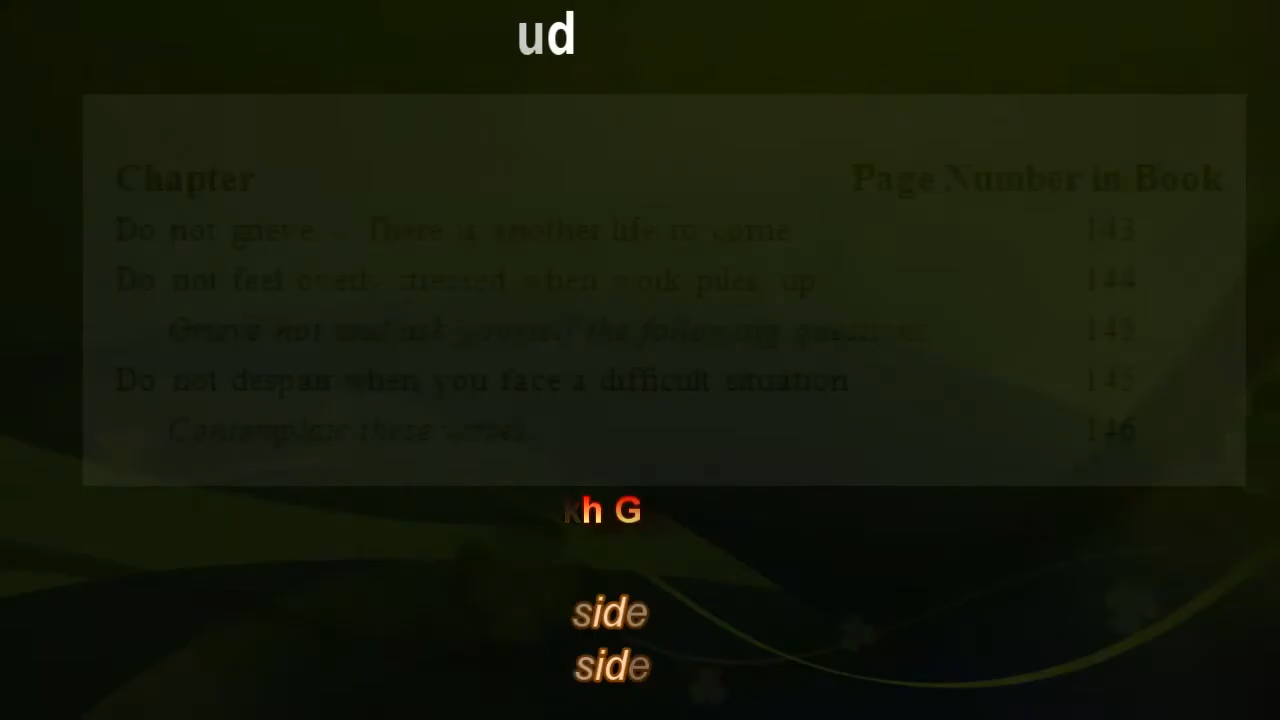 ud
Chapter Page Number in Book
Do not grieve - There is another life to come 143
Do not feel overly stressed when work piles up 144
Grieve not and ask yourself the following questions 145
Do not despair when you face a difficult situation 145
Contemplate these verses 146
kh G
side
side